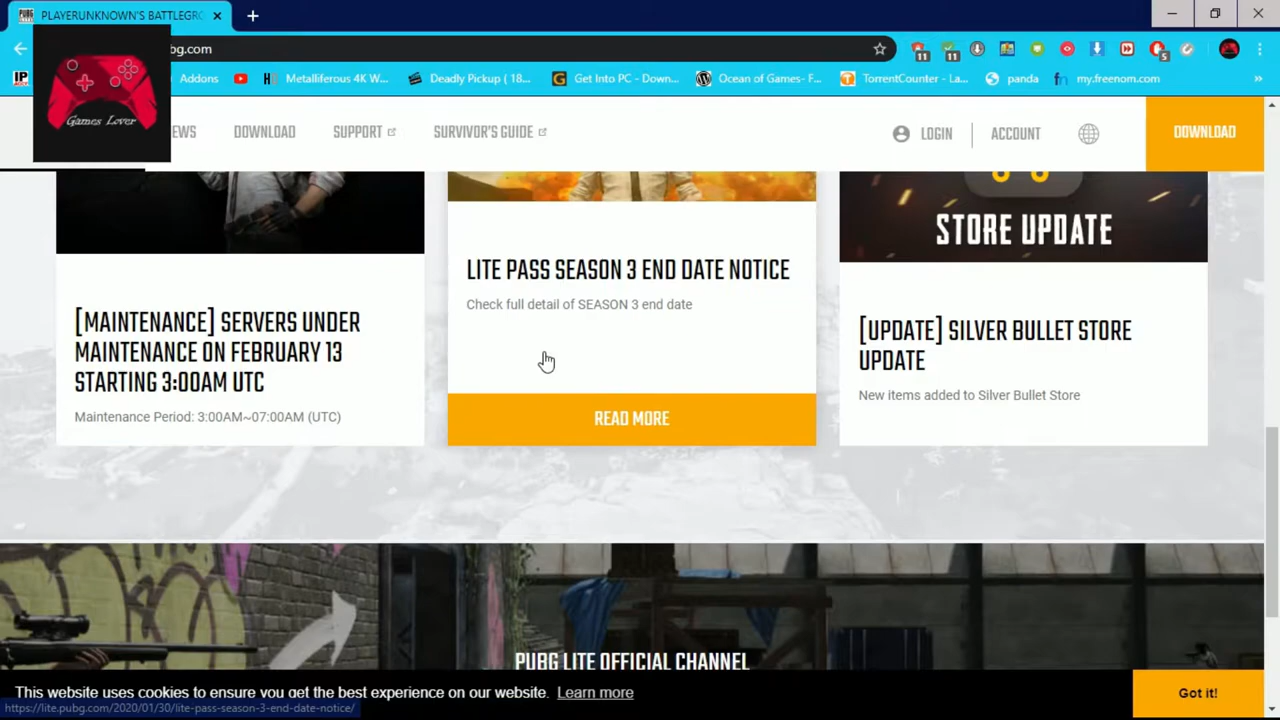 PLAYERUNKNOWN'S BATTLEGRO
bg.com
IP
Addons
Metalliferous 4K W...
Deadly Pickup ( 18...
Get Into PC - Down...
Ocean of Games- F...
TorrentCounter - La...
panda
my.freenom.com
11
11
5
Games Lover
EWS
DOWNLOAD
SUPPORT
SURVIVOR'S GUIDE
LOGIN
ACCOUNT
DOWNLOAD
STORE UPDATE
[MAINTENANCE] SERVERS UNDER
MAINTENANCE ON FEBRUARY 13
STARTING 3:00AM UTC
Maintenance Period: 3:00AM~07:00AM (UTC)
LITE PASS SEASON 3 END DATE NOTICE
Check full detail of SEASON 3 end date
READ MORE
[UPDATE] SILVER BULLET STORE
UPDATE
New items added to Silver Bullet Store
PUBG LITE OFFICIAL CHANNEL
This website uses cookies to ensure you get the best experience on our website. Learn more
Got it!
https://lite.pubg.com/2020/01/30/lite-pass-season-3-end-date-notice/